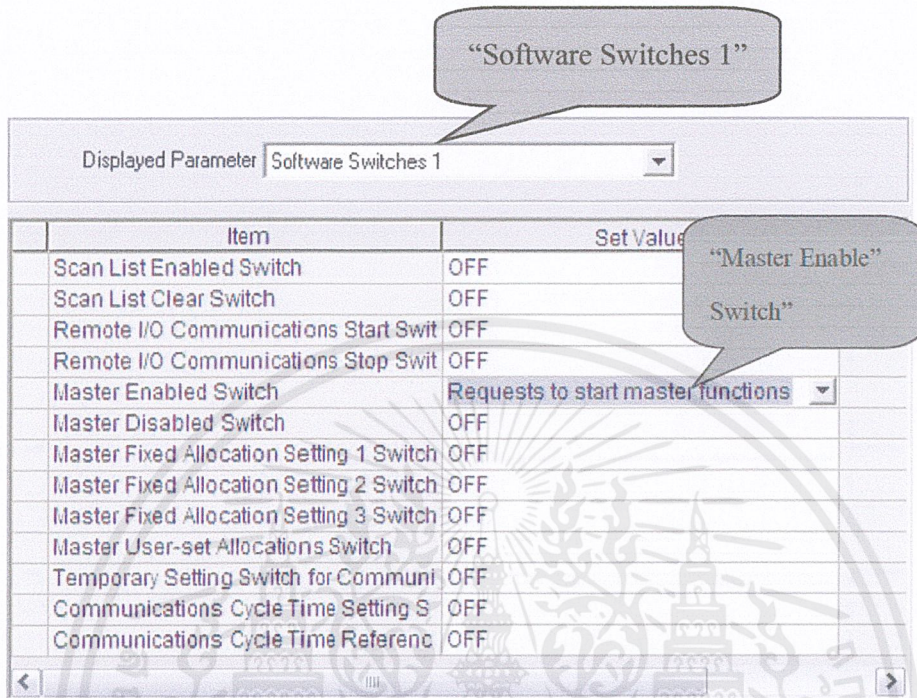 “Software Switches 1”
Displayed Parameter Software Switches 1
Item Set Value
Scan List Enabled Switch OFF
Scan List Clear Switch OFF
Remote I/O Communications Start Swit OFF
Remote I/O Communications Stop Swit OFF
Master Enabled Switch Requests to start master functions
Master Disabled Switch OFF
Master Fixed Allocation Setting 1 Switch OFF
Master Fixed Allocation Setting 2 Switch OFF
Master Fixed Allocation Setting 3 Switch OFF
Master User-set Allocations Switch OFF
Temporary Setting Switch for Communi OFF
Communications Cycle Time Setting S OFF
Communications Cycle Time Referenc OFF
“Master Enable”
Switch”